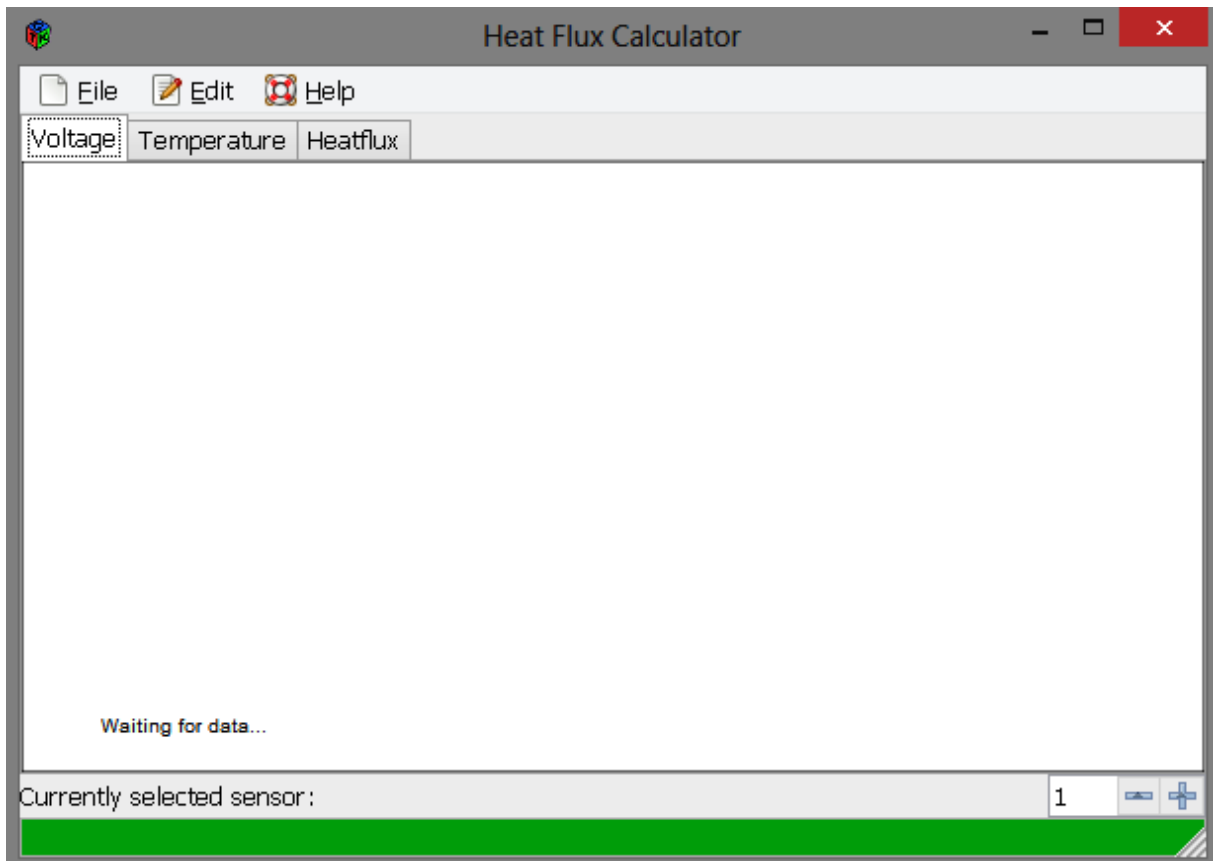 Heat Flux Calculator
File Edit Help
Voltage Temperature Heatflux
Waiting for data...
Currently selected sensor: 1